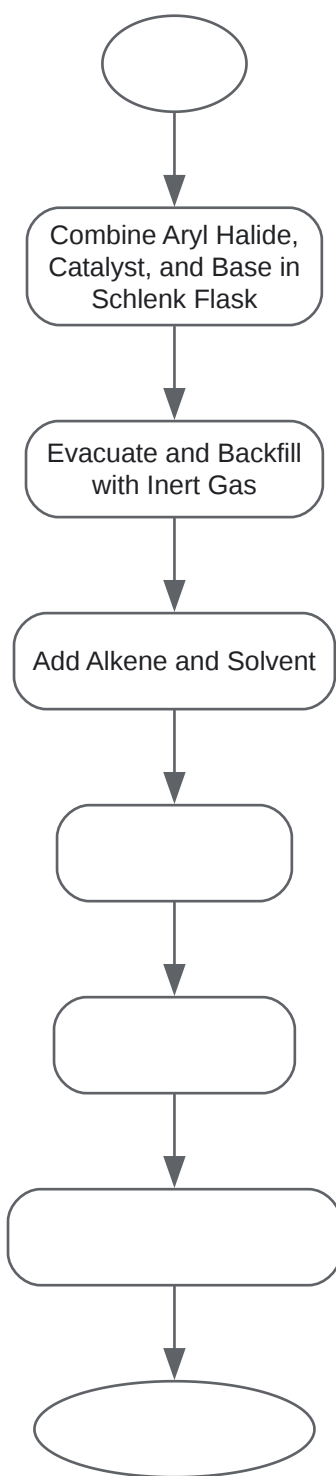 Combine Aryl Halide,
Catalyst, and Base in
Schlenk Flask
Evacuate and Backfill
with Inert Gas
Add Alkene and Solvent